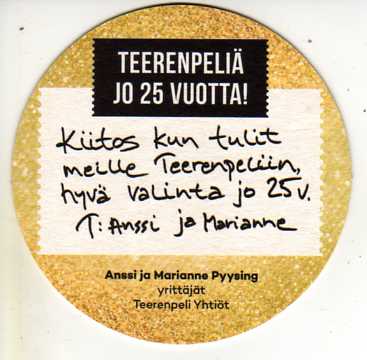 TEERENPELIÄ
JO 25 VUOTTA!
Kiitos kun tulit
meille Teerenpeliin,
hyvä valinta jo 25v.
T: Anssi ja Marianne
Anssi ja Marianne Pyysing
yrittäjät
Teerenpeli Yhtiöt